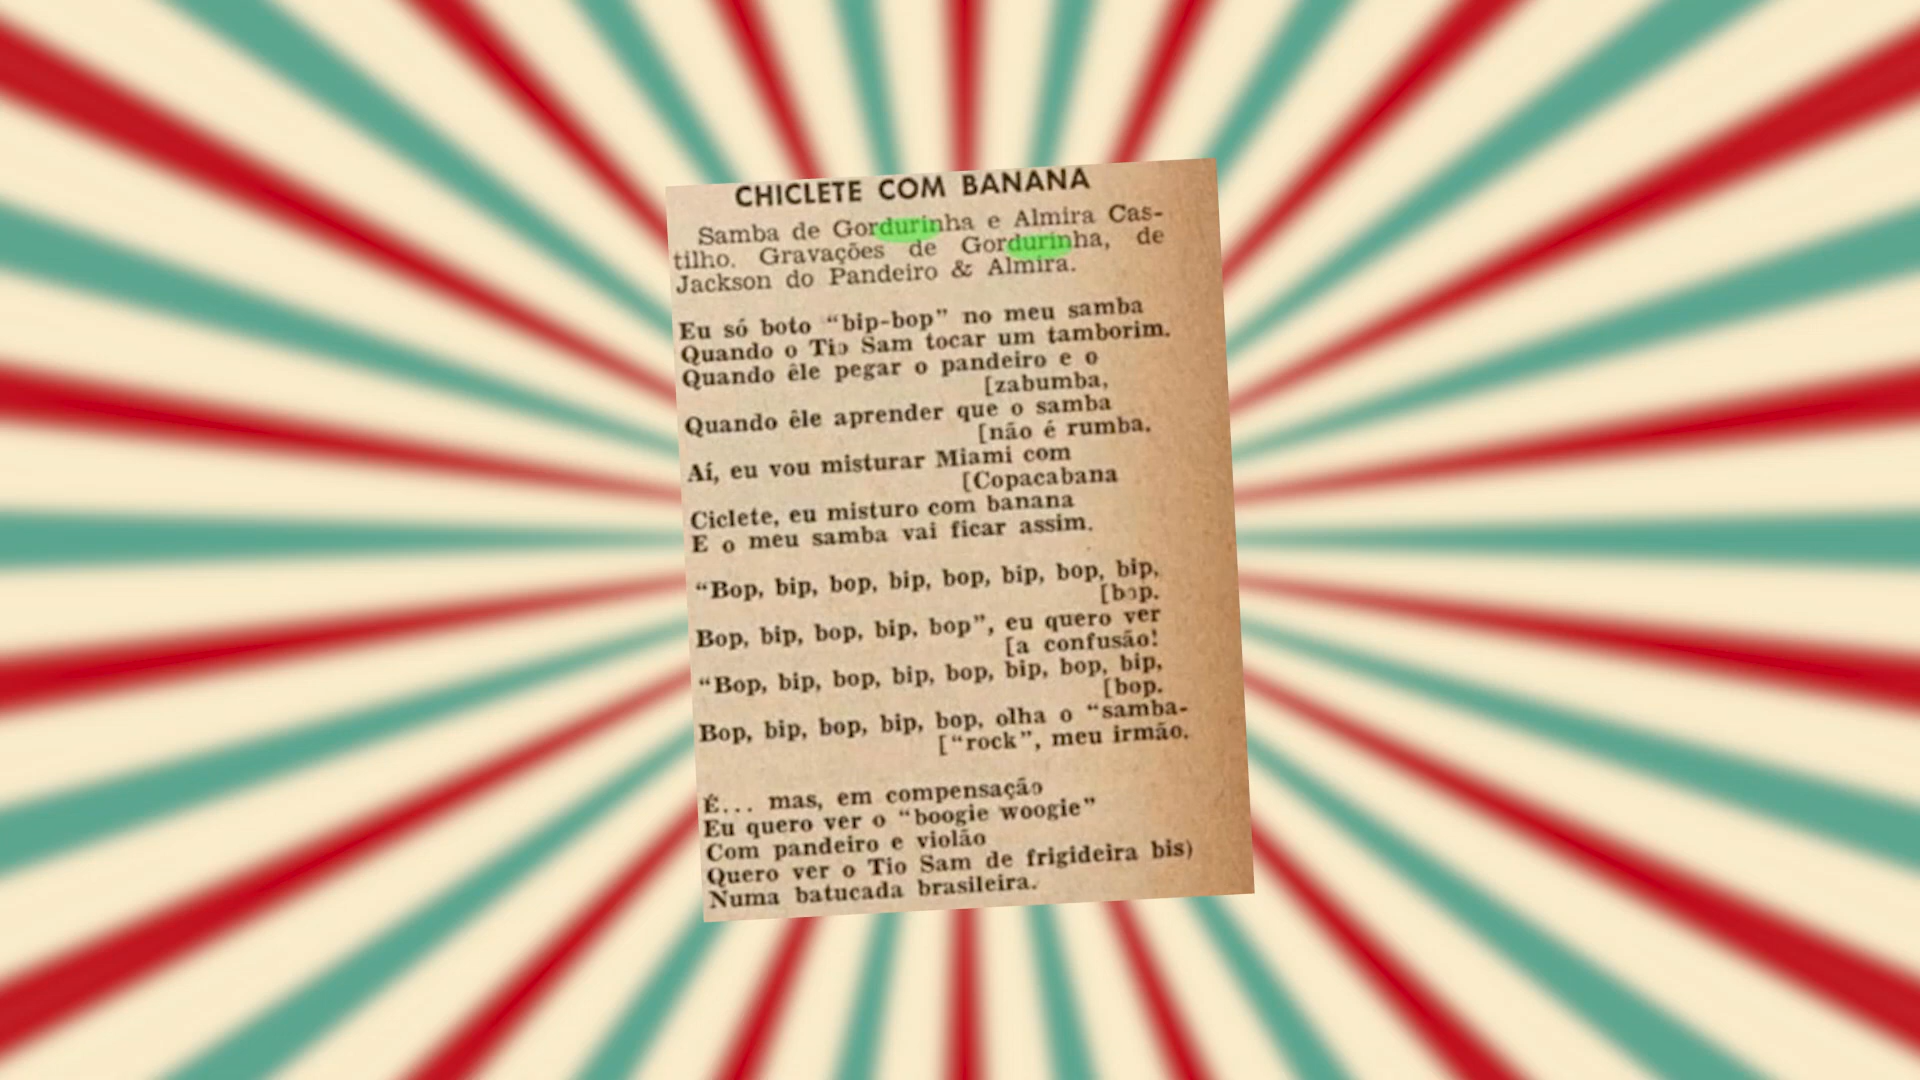 CHICLETE COM BANANA
Samba de Gordurinha e Almira Cas-
tilho. Gravações de Gordurinha, de
Jackson do Pandeiro & Almira.
Eu só boto “bip-bop” no meu samba
Quando o Tio Sam tocar um tamborim.
Quando êle pegar o pandeiro e o
[zabumba,
Quando êle aprender que o samba
[não é rumba.
Aí, eu vou misturar Miami com
[Copacabana
Ciclete, eu misturo com banana
E o meu samba vai ficar assim.
“Bop, bip, bop, bip, bop, bip, bop, bip,
[bop.
Bop, bip, bop, bip, bop”, eu quero ver
[a confusão!
“Bop, bip, bop, bip, bop, bip, bop, bip,
[bop.
Bop, bip, bop, bip, bop, olha o “samba-
[“rock”, meu irmão.
É... mas, em compensação
Eu quero ver o “boogie woogie”
Com pandeiro e violão
Quero ver o Tio Sam de frigideira bis)
Numa batucada brasileira.